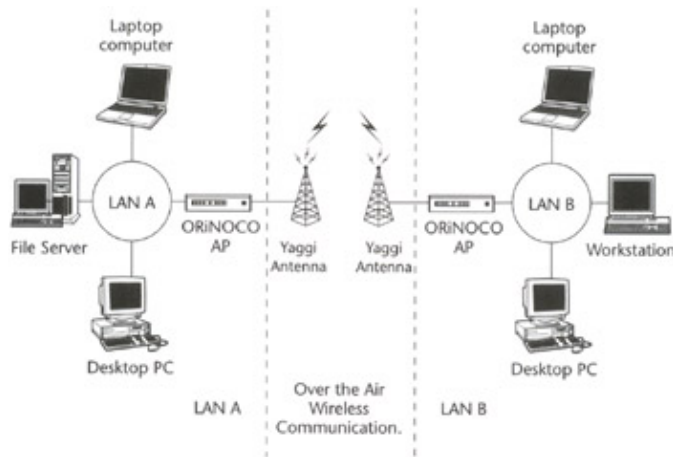 Laptop
computer
Laptop
computer
LAN A
LAN B
File Server
ORiNOCO
AP
Yaggi
Antenna
Yaggi
Antenna
ORiNOCO
AP
Workstation
Desktop PC
Desktop PC
LAN A
Over the Air
Wireless
Communication.
LAN B